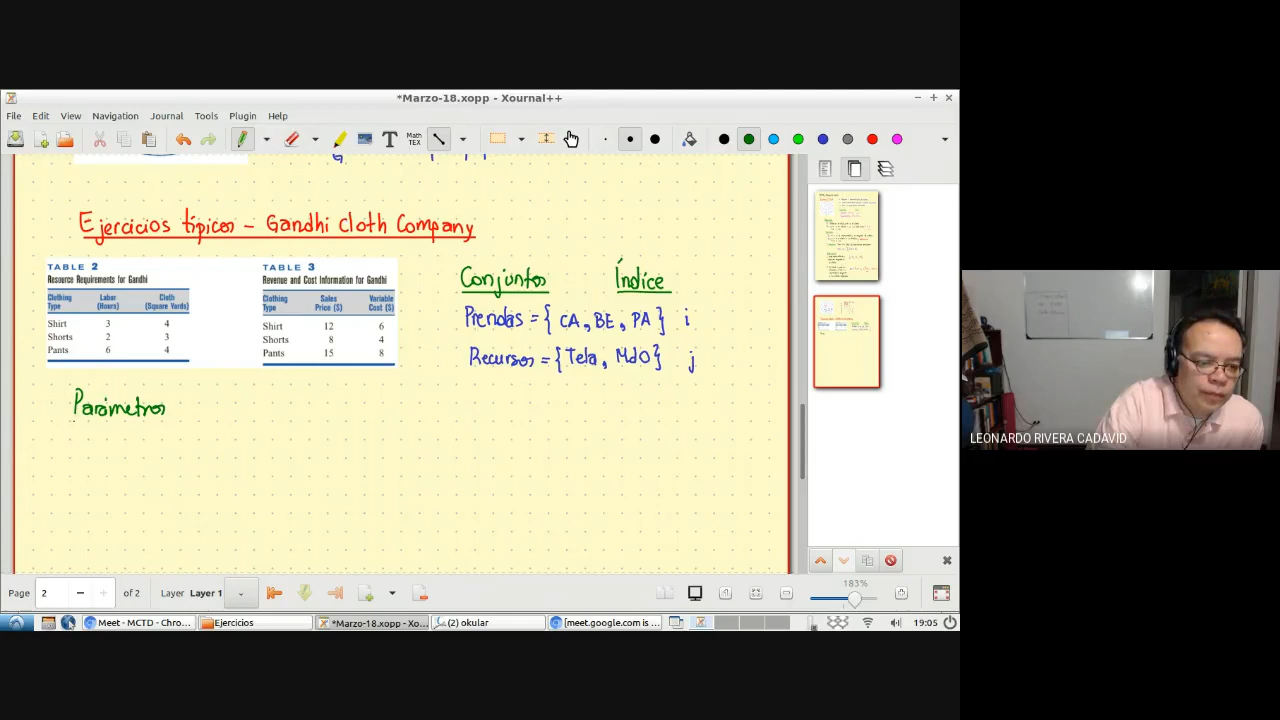 *Marzo-18.xopp - Xournal++
File Edit View Navigation Journal Tools Plugin Help
T Math TEX
Ejercicios típicos - Gandhi Cloth Company
TABLE 2
Resource Requirements for Gandhi
Clothing Type Labor (Hours) Cloth (Square Yards)
Shirt 3 4
Shorts 2 3
Pants 6 4
TABLE 3
Revenue and Cost Information for Gandhi
Clothing Type Sales Price ($) Variable Cost ($)
Shirt 12 6
Shorts 8 4
Pants 15 8
Conjuntos Índice
Prendas = { CA, BE, PA } i
Recursos = { Tela, MdO } j
Parámetros
LEONARDO RIVERA CADAVID
Page 2 of 2 Layer Layer 1 183%
Meet - MCTD - Chro... Ejercicios *Marzo-18.xopp - Xo... (2) okular [meet.google.com is ... 19:05